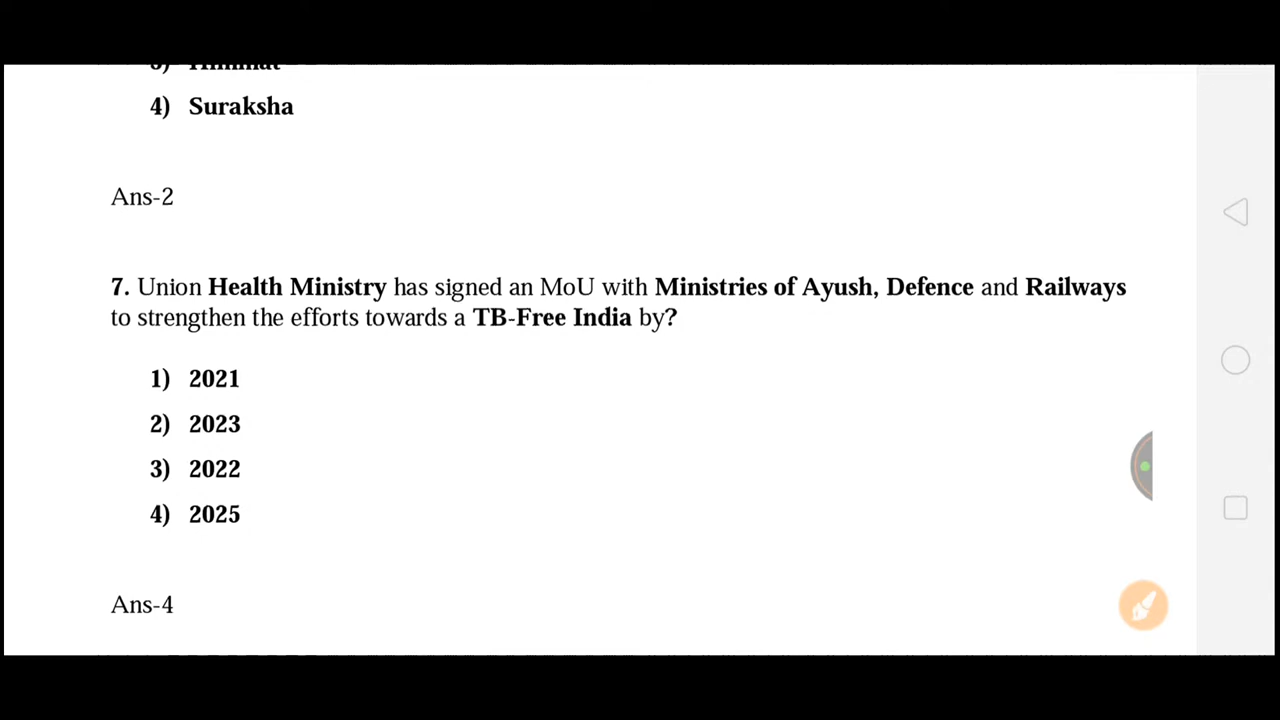 4) Suraksha
Ans-2
7. Union Health Ministry has signed an MoU with Ministries of Ayush, Defence and Railways
to strengthen the efforts towards a TB-Free India by?
1) 2021
2) 2023
3) 2022
4) 2025
Ans-4